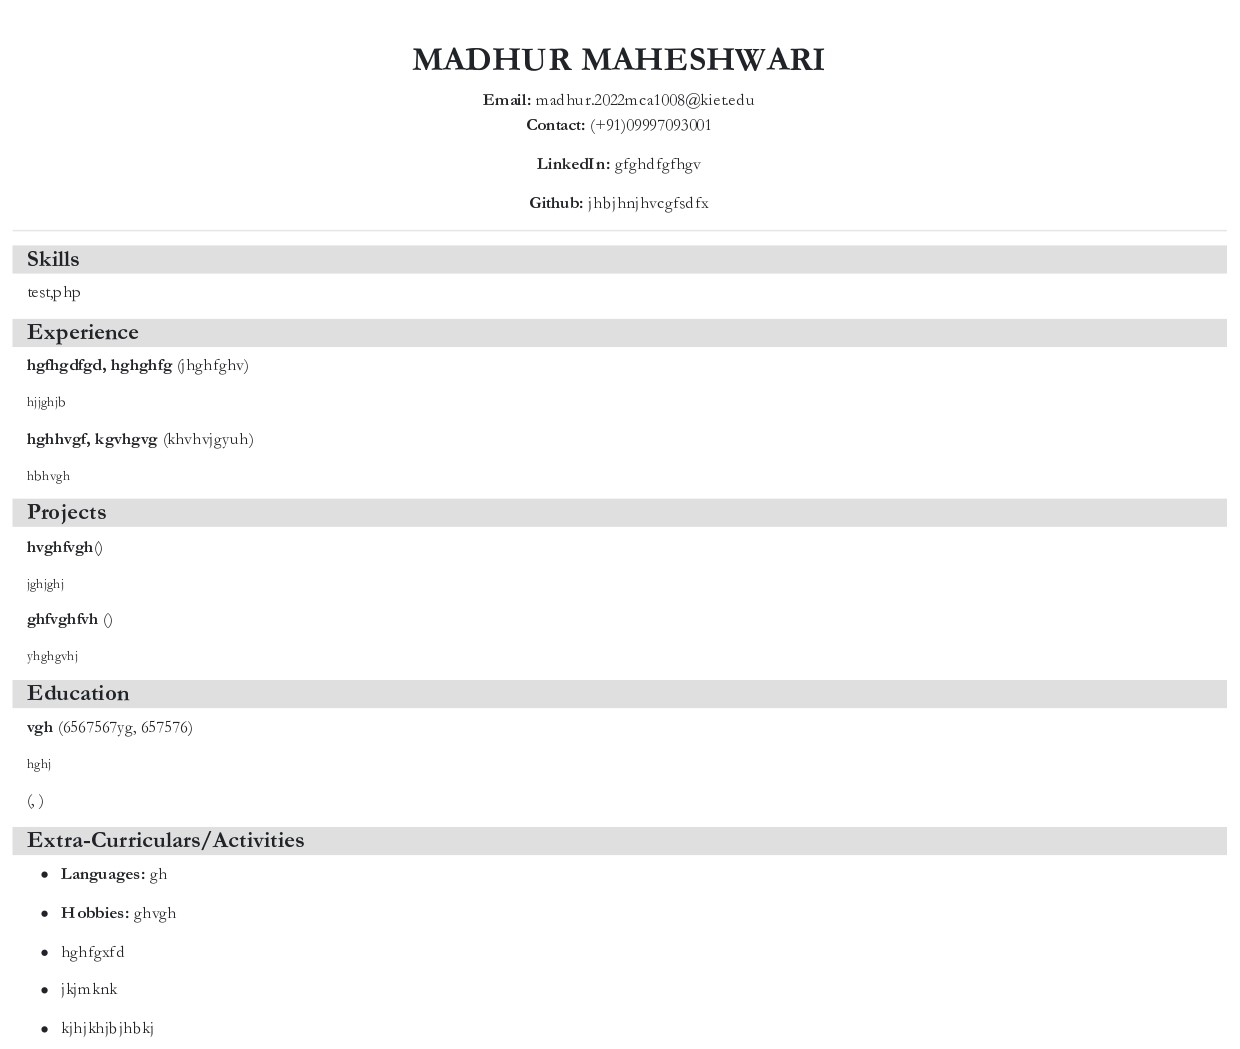 MADHUR MAHESHWARI
Email: madhur.2022mca1008@kiet.edu
Contact: (+91)09997093001
LinkedIn: gfghdfgfhgv
Github: jhbjhnjhvcgfsdfx
Skills
test,php
Experience
hgfhgdfgd, hghghfg (jhghfghv)
hjjghjb
hghhvgf, kgvhgvg (khvhvjgyuh)
hbhvgh
Projects
hvghfvgh()
jghjghj
ghfvghfvh ()
yhghgvhj
Education
vgh (6567567yg, 657576)
hghj
(, )
Extra-Curriculars/Activities
• Languages: gh
• Hobbies: ghvgh
• hghfgxfd
• jkjmknk
• kjhjkhjbjhbkj